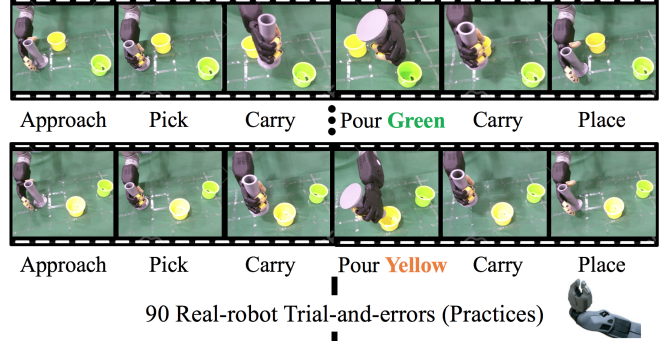 Approach Pick Carry Pour Green Carry Place
Approach Pick Carry Pour Yellow Carry Place
90 Real-robot Trial-and-errors (Practices)